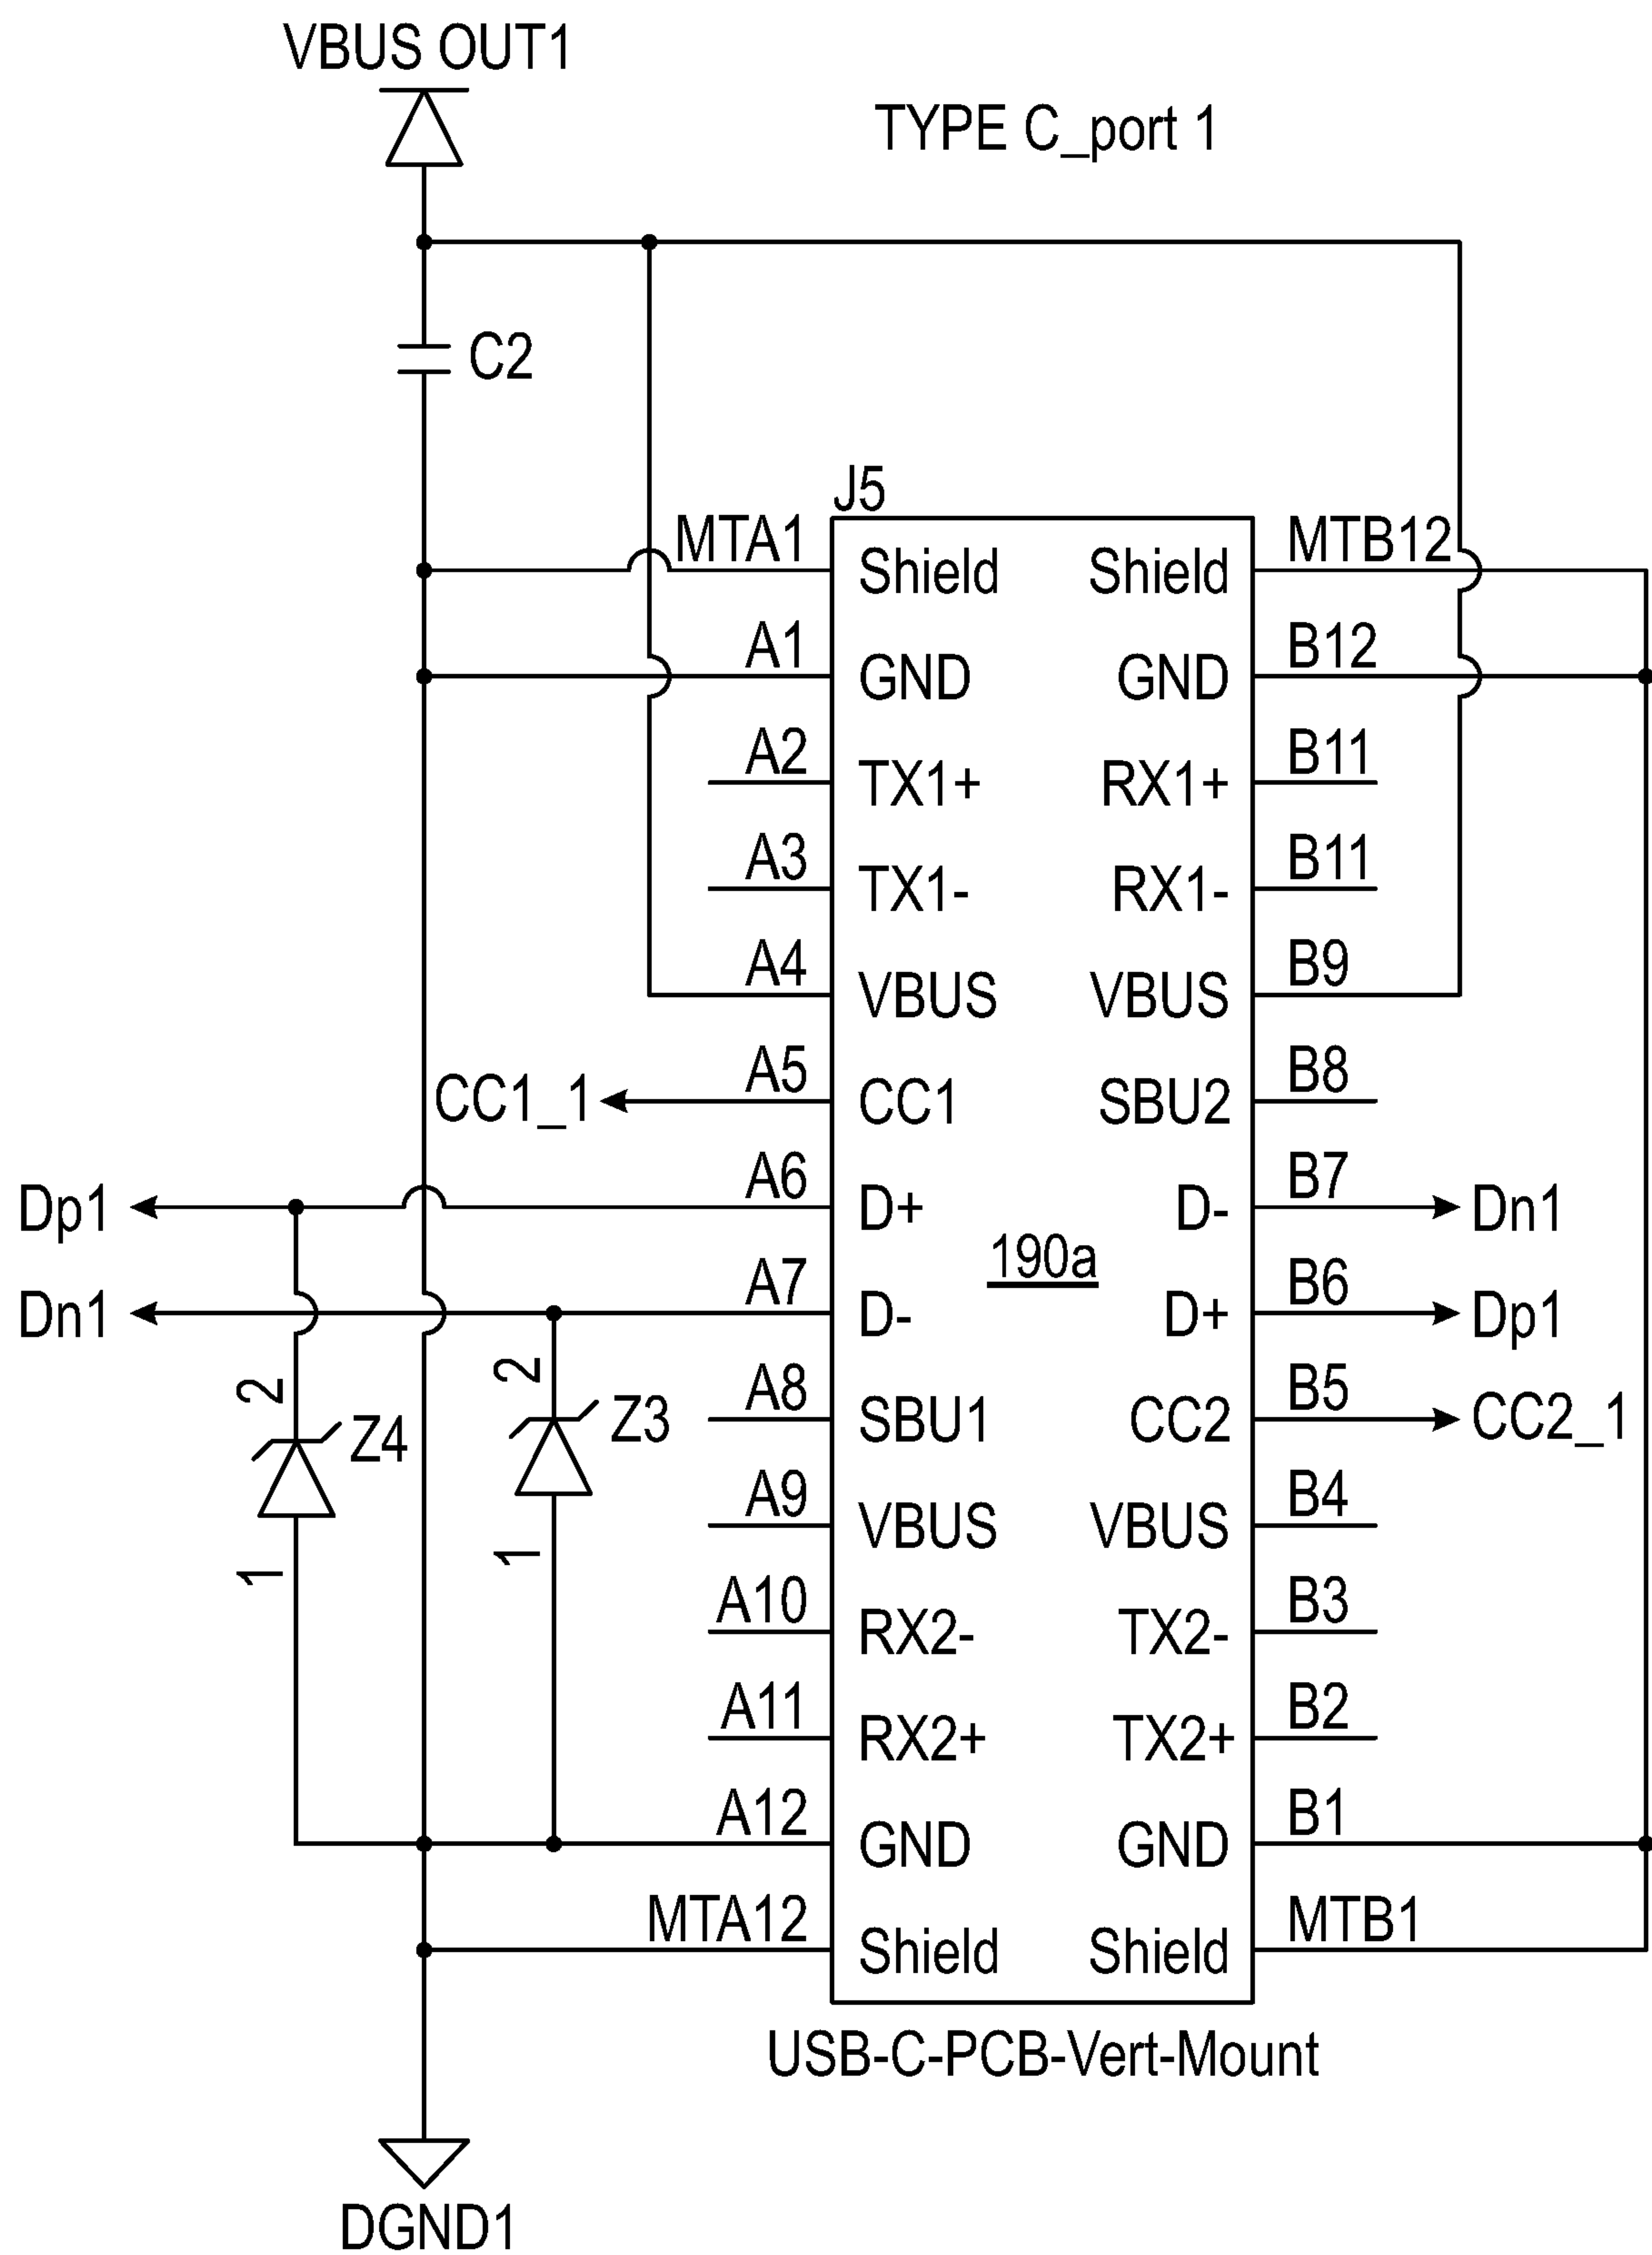 VBUS OUT1
TYPE C_port 1
C2
J5
MTA1 Shield Shield MTB12
A1 GND GND B12
A2 TX1+ RX1+ B11
A3 TX1- RX1- B11
A4 VBUS VBUS B9
CC1_1 A5 CC1 SBU2 B8
Dp1 A6 D+ D- B7 Dn1
190a
Dn1 A7 D- D+ B6 Dp1
2 Z4 2 Z3 A8 SBU1 CC2 B5 CC2_1
1 1 A9 VBUS VBUS B4
A10 RX2- TX2- B3
A11 RX2+ TX2+ B2
A12 GND GND B1
MTA12 Shield Shield MTB1
USB-C-PCB-Vert-Mount
DGND1